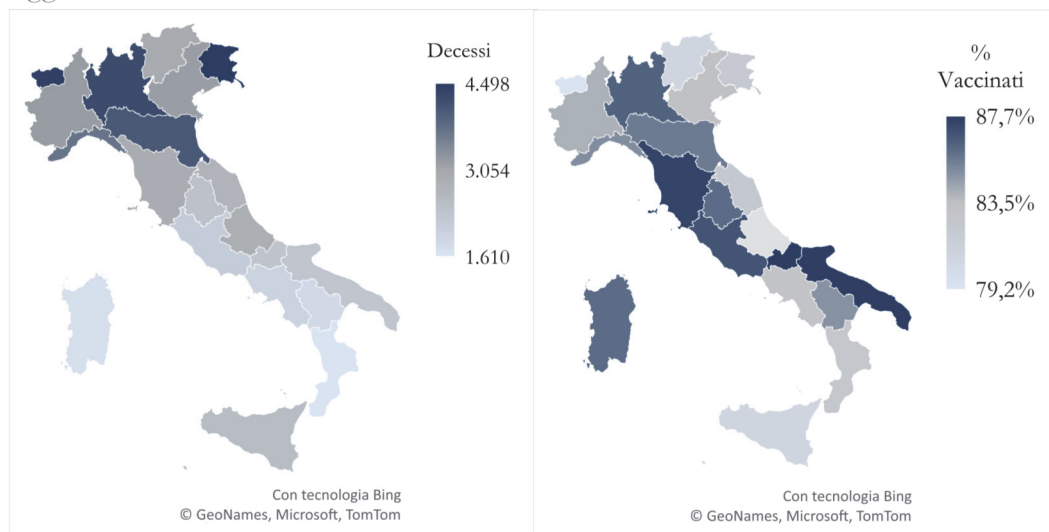 Decessi
4.498
3.054
1.610
Con tecnologia Bing
© GeoNames, Microsoft, TomTom
%
Vaccinati
87,7%
83,5%
79,2%
Con tecnologia Bing
© GeoNames, Microsoft, TomTom